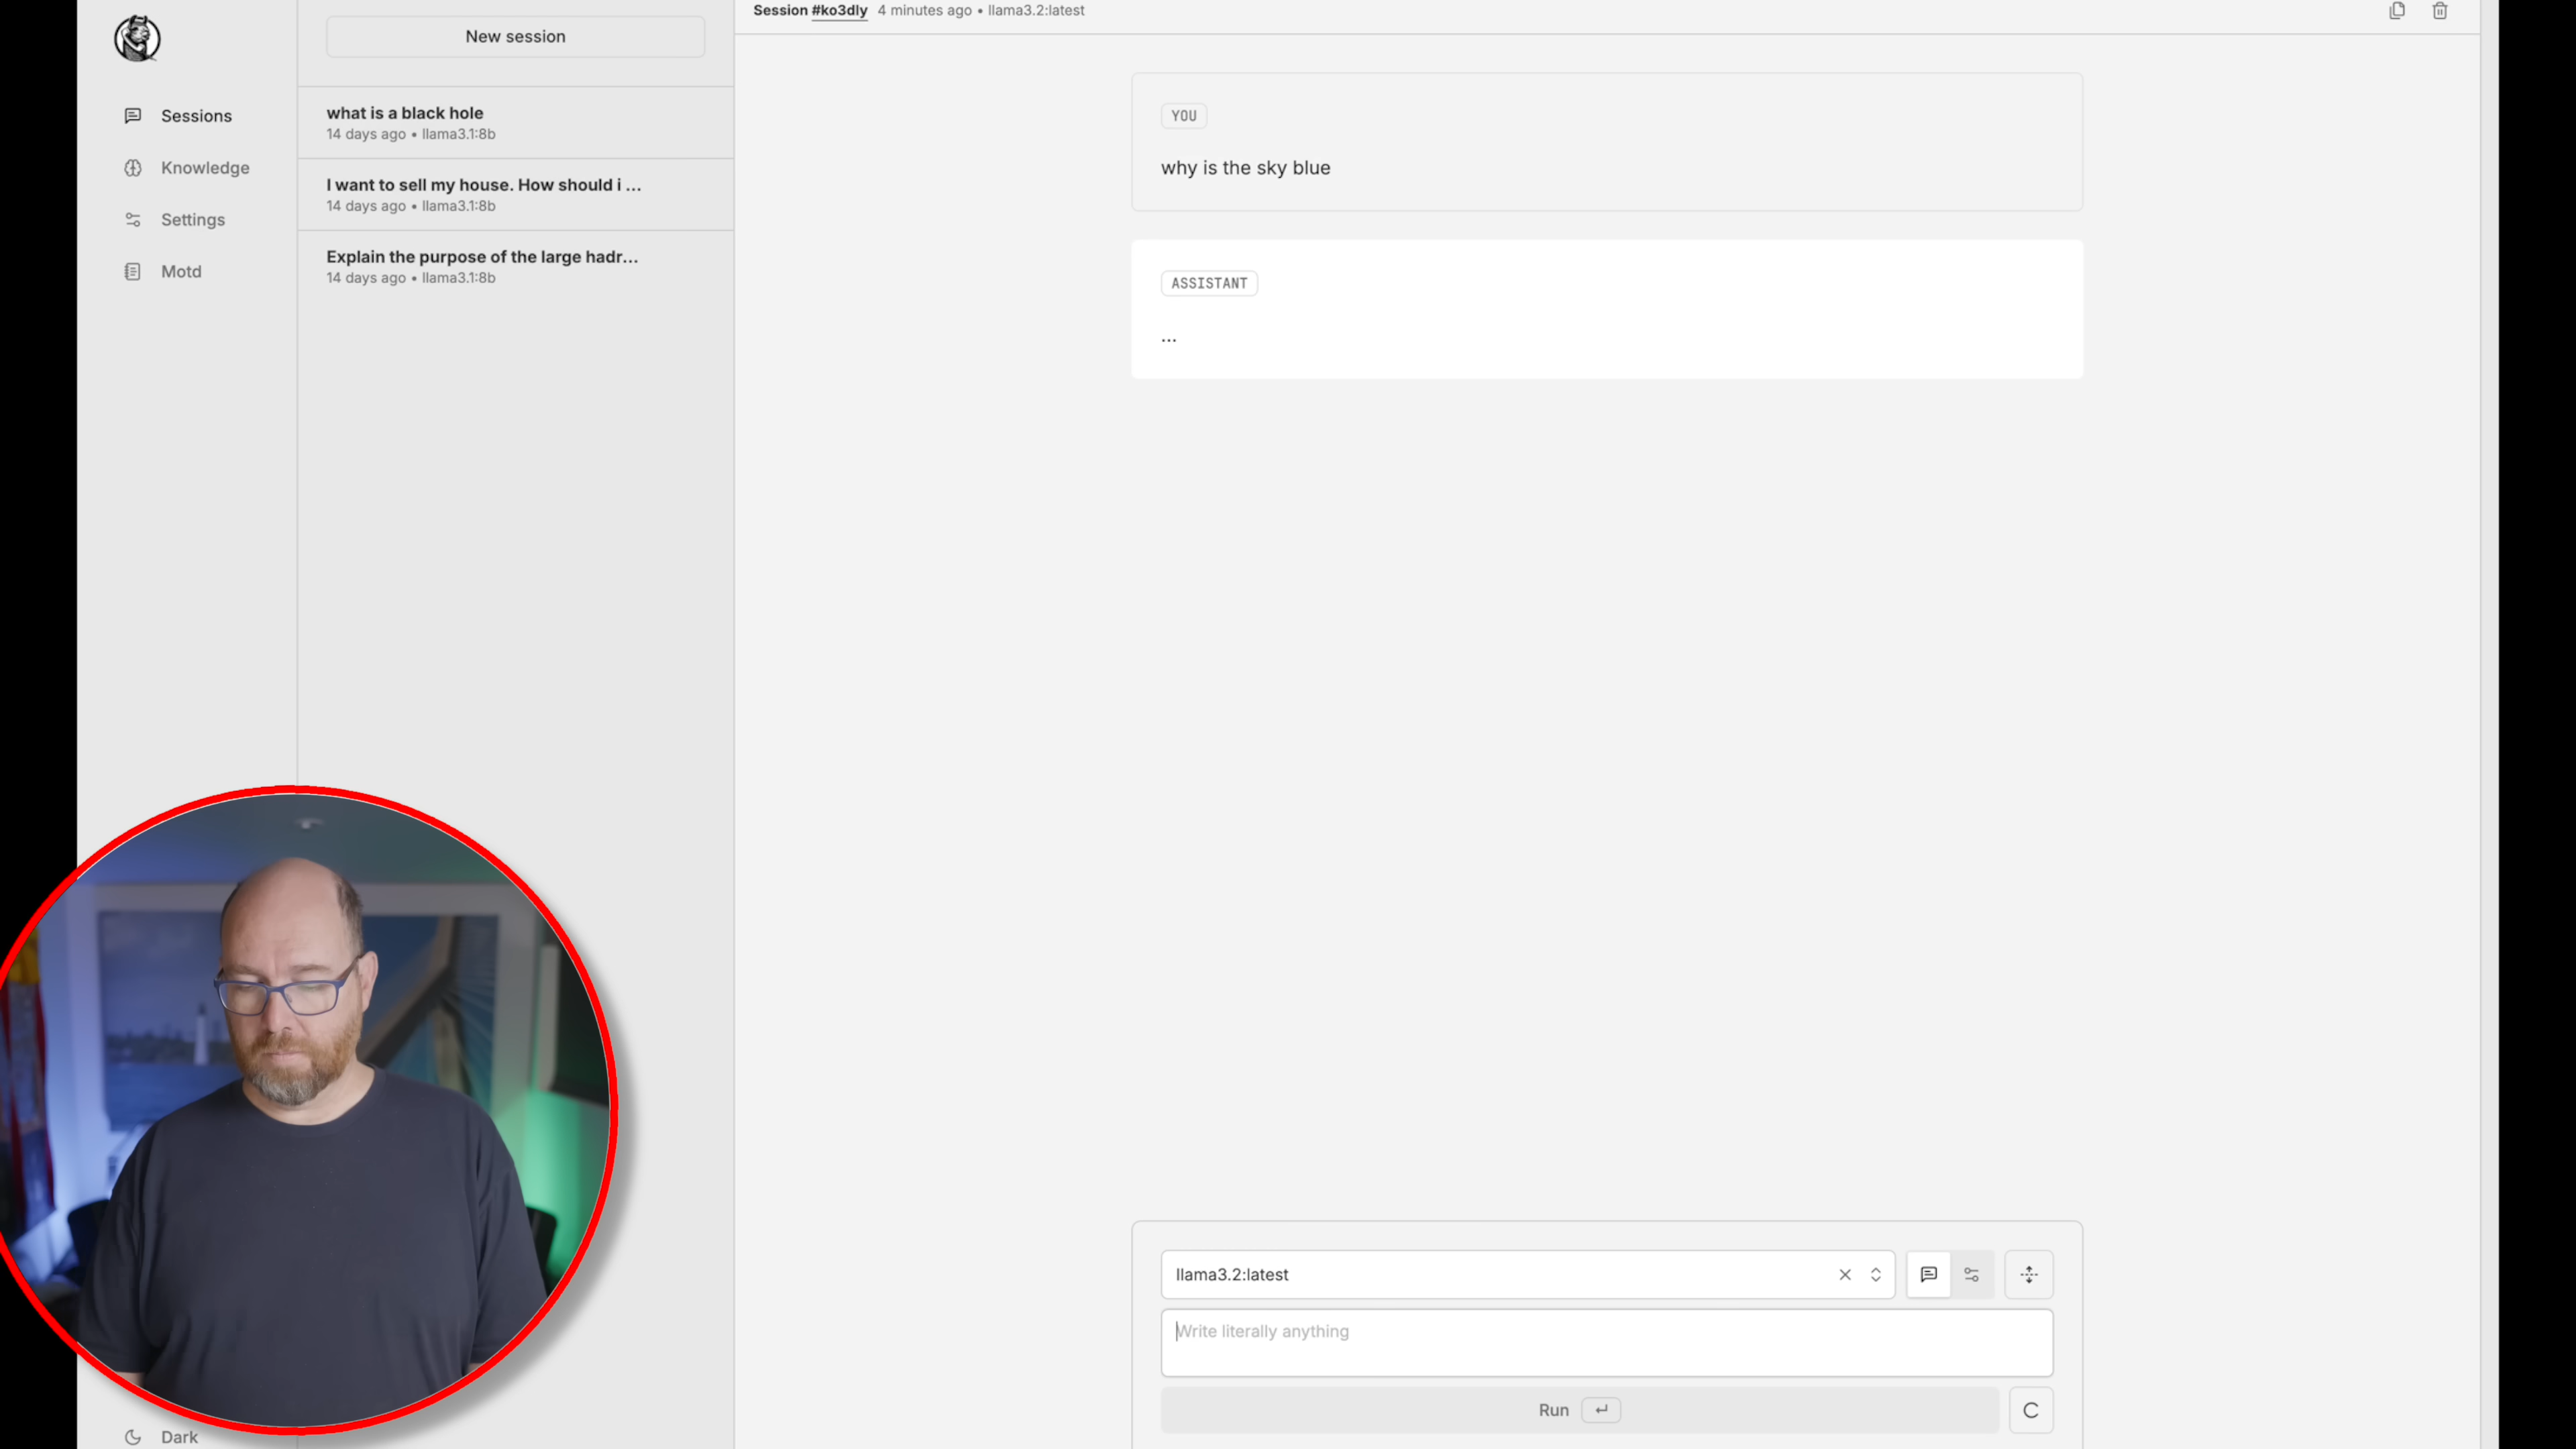 Sessions
Knowledge
Settings
Motd
Dark
New session
what is a black hole
14 days ago • llama3.1:8b
I want to sell my house. How should i ...
14 days ago • llama3.1:8b
Explain the purpose of the large hadr...
14 days ago • llama3.1:8b
Session #ko3dly 4 minutes ago • llama3.2:latest
YOU
why is the sky blue
ASSISTANT
...
llama3.2:latest
Write literally anything
Run